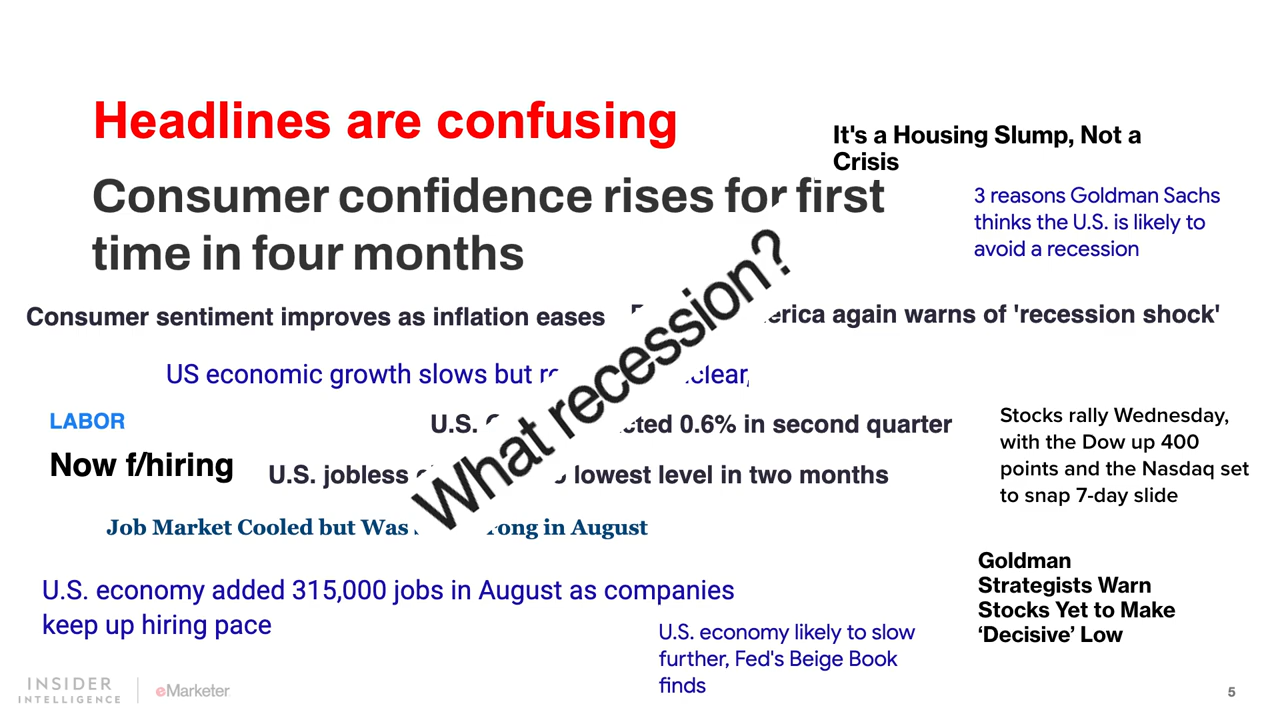 Headlines are confusing
It's a Housing Slump, Not a
Crisis
Consumer confidence rises for first
time in four months
3 reasons Goldman Sachs
thinks the U.S. is likely to
avoid a recession
What recession?
Consumer sentiment improves as inflation eases
again warns of 'recession shock'
US economic growth slows but
LABOR
Now f/hiring
U.S. 0.6% in second quarter
Stocks rally Wednesday,
with the Dow up 400
points and the Nasdaq set
to snap 7-day slide
U.S. jobless lowest level in two months
Job Market Cooled but Was in August
U.S. economy added 315,000 jobs in August as companies
keep up hiring pace
Goldman
Strategists Warn
Stocks Yet to Make
‘Decisive’ Low
U.S. economy likely to slow
further, Fed's Beige Book
finds
INSIDER
INTELLIGENCE
eMarketer
5